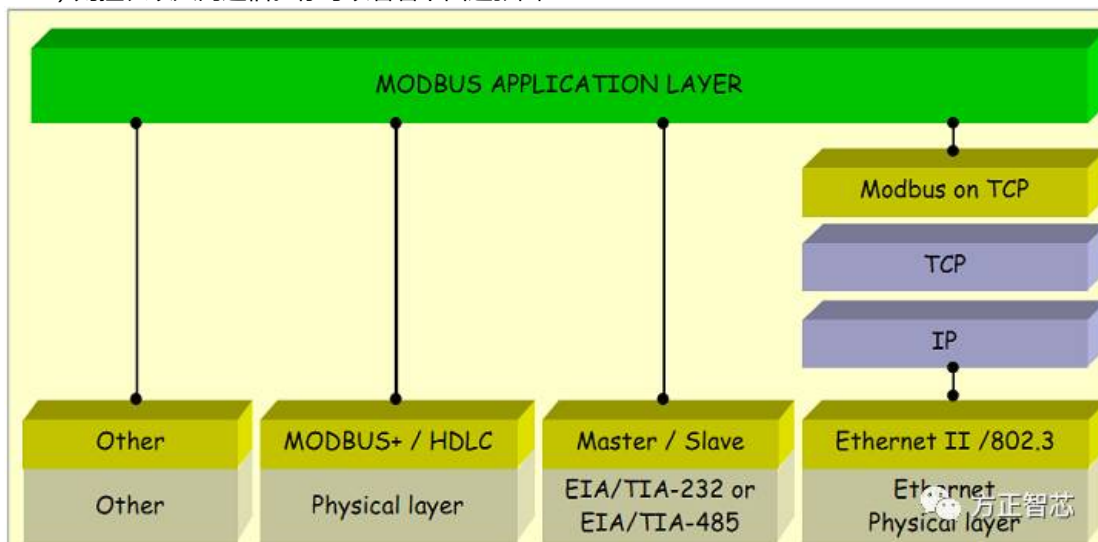 MODBUS APPLICATION LAYER
Modbus on TCP
TCP
IP
Other
MODBUS+ / HDLC
Master / Slave
Ethernet II /802.3
Other
Physical layer
EIA/TIA-232 or
EIA/TIA-485
Ethernet
Physical layer
方正智芯